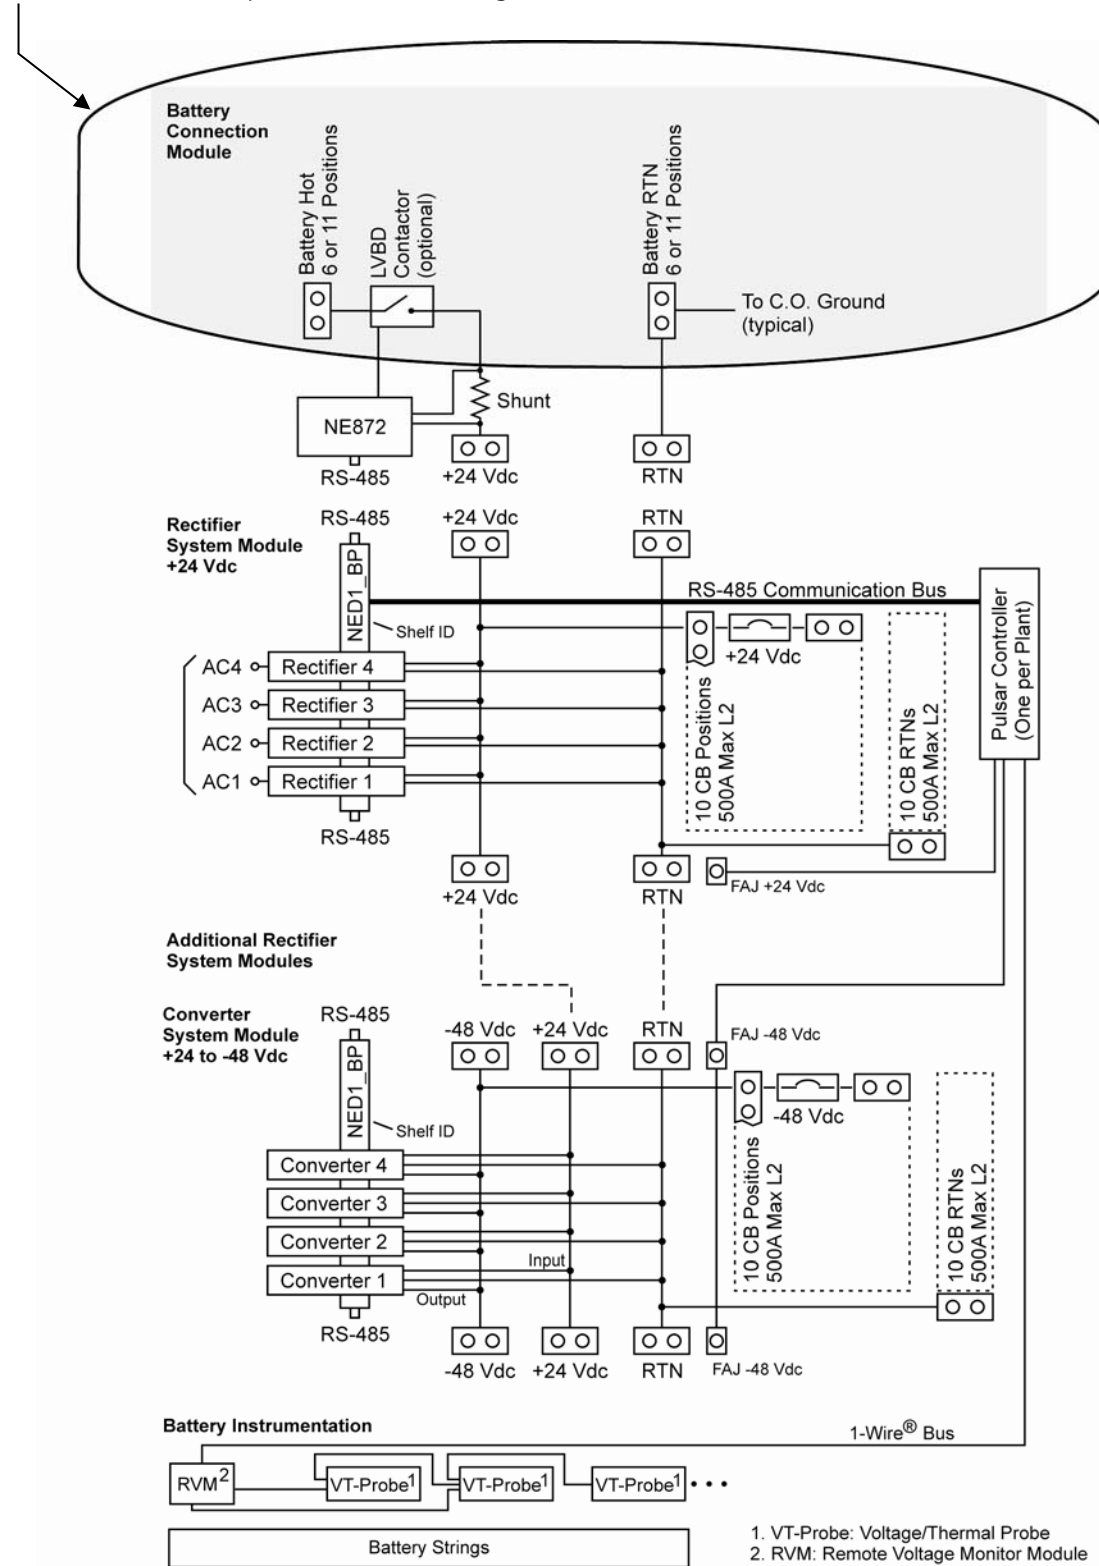 Battery
Connection
Module
Battery Hot
6 or 11 Positions
LVBD
Contactor
(optional)
Battery RTN
6 or 11 Positions
To C.O. Ground
(typical)
NE872
Shunt
RS-485
+24 Vdc
RTN
Rectifier
System Module
+24 Vdc
RS-485
+24 Vdc
RTN
NED1_BP
Shelf ID
RS-485 Communication Bus
Pulsar Controller
(One per Plant)
+24 Vdc
10 CB Positions
500A Max L2
10 CB RTNs
500A Max L2
AC4
Rectifier 4
AC3
Rectifier 3
AC2
Rectifier 2
AC1
Rectifier 1
RS-485
+24 Vdc
RTN
FAJ +24 Vdc
Additional Rectifier
System Modules
Converter
System Module
+24 to -48 Vdc
RS-485
-48 Vdc
+24 Vdc
RTN
FAJ -48 Vdc
NED1_BP
Shelf ID
-48 Vdc
10 CB Positions
500A Max L2
10 CB RTNs
500A Max L2
Converter 4
Converter 3
Converter 2
Converter 1
Input
Output
RS-485
-48 Vdc
+24 Vdc
RTN
FAJ -48 Vdc
Battery Instrumentation
1-Wire® Bus
RVM2
VT-Probe1
VT-Probe1
VT-Probe1
Battery Strings
1. VT-Probe: Voltage/Thermal Probe
2. RVM: Remote Voltage Monitor Module